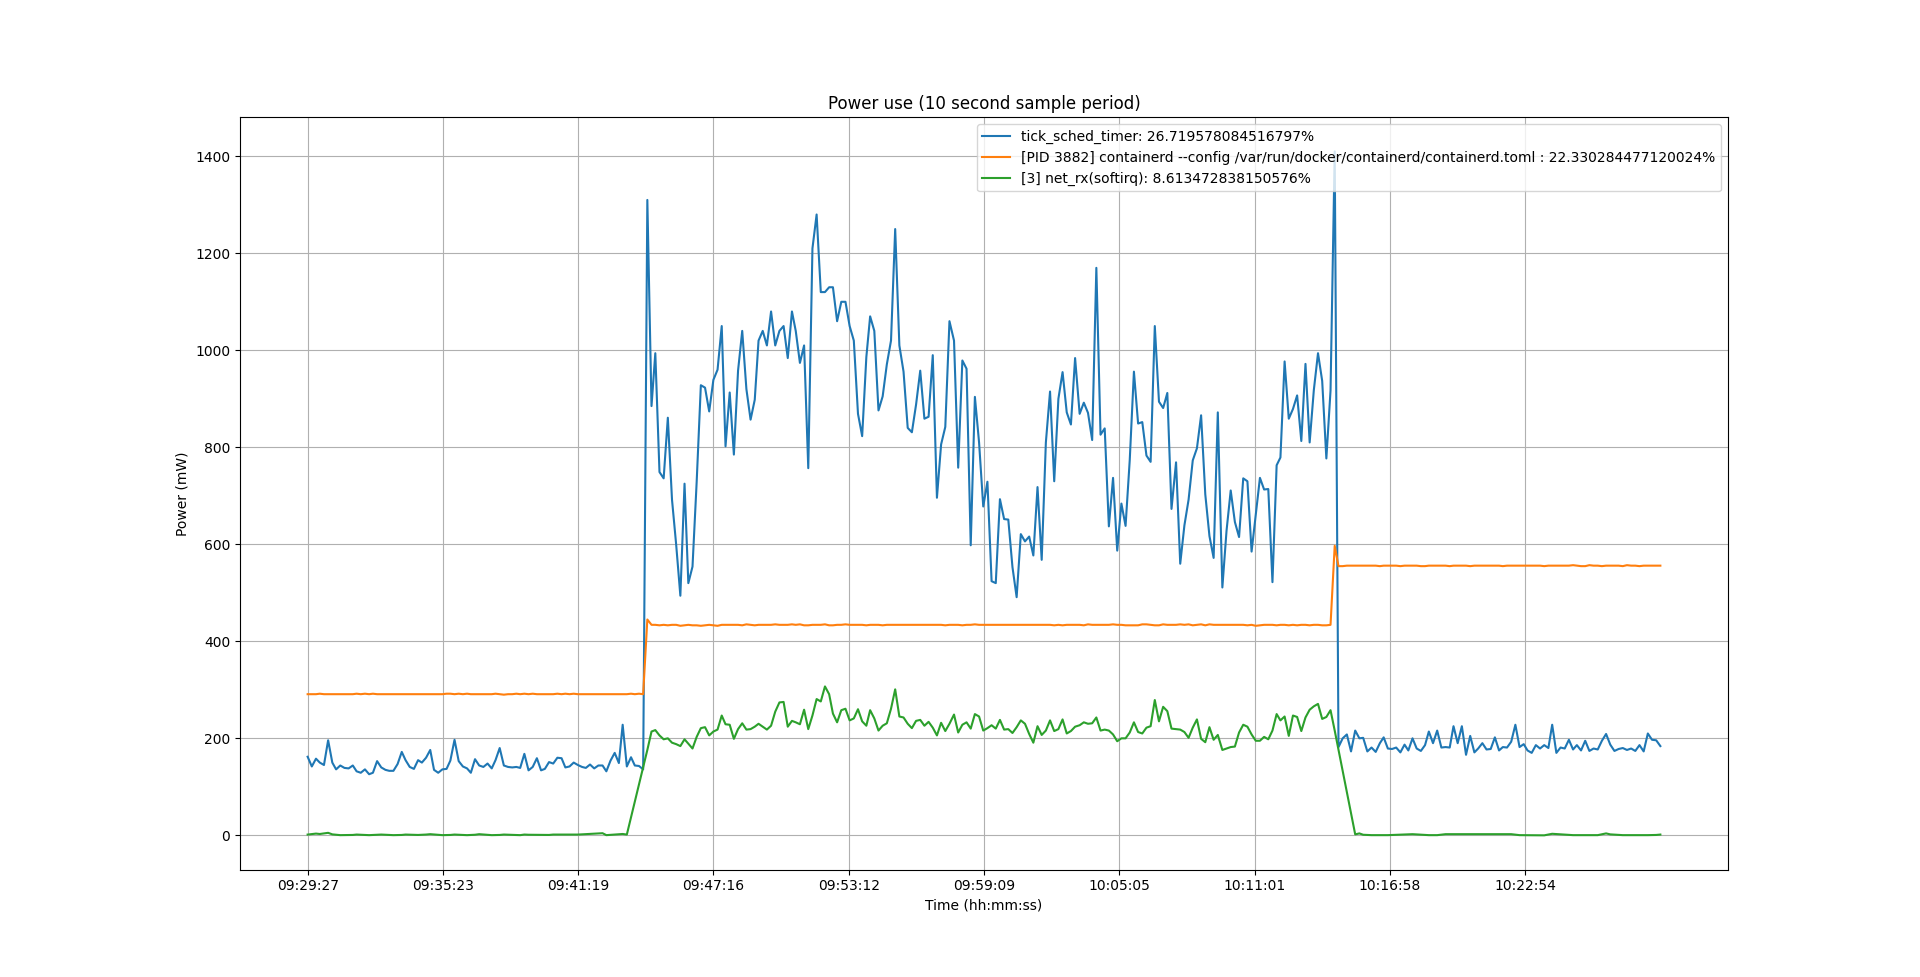 Power use (10 second sample period)
tick_sched_timer: 26.719578084516797%
[PID 3882] containerd --config /var/run/docker/containerd/containerd.toml : 22.330284477120024%
[3] net_rx(softirq): 8.613472838150576%
Power (mW)
1400
1200
1000
800
600
400
200
0
09:29:27 09:35:23 09:41:19 09:47:16 09:53:12 09:59:09 10:05:05 10:11:01 10:16:58 10:22:54
Time (hh:mm:ss)